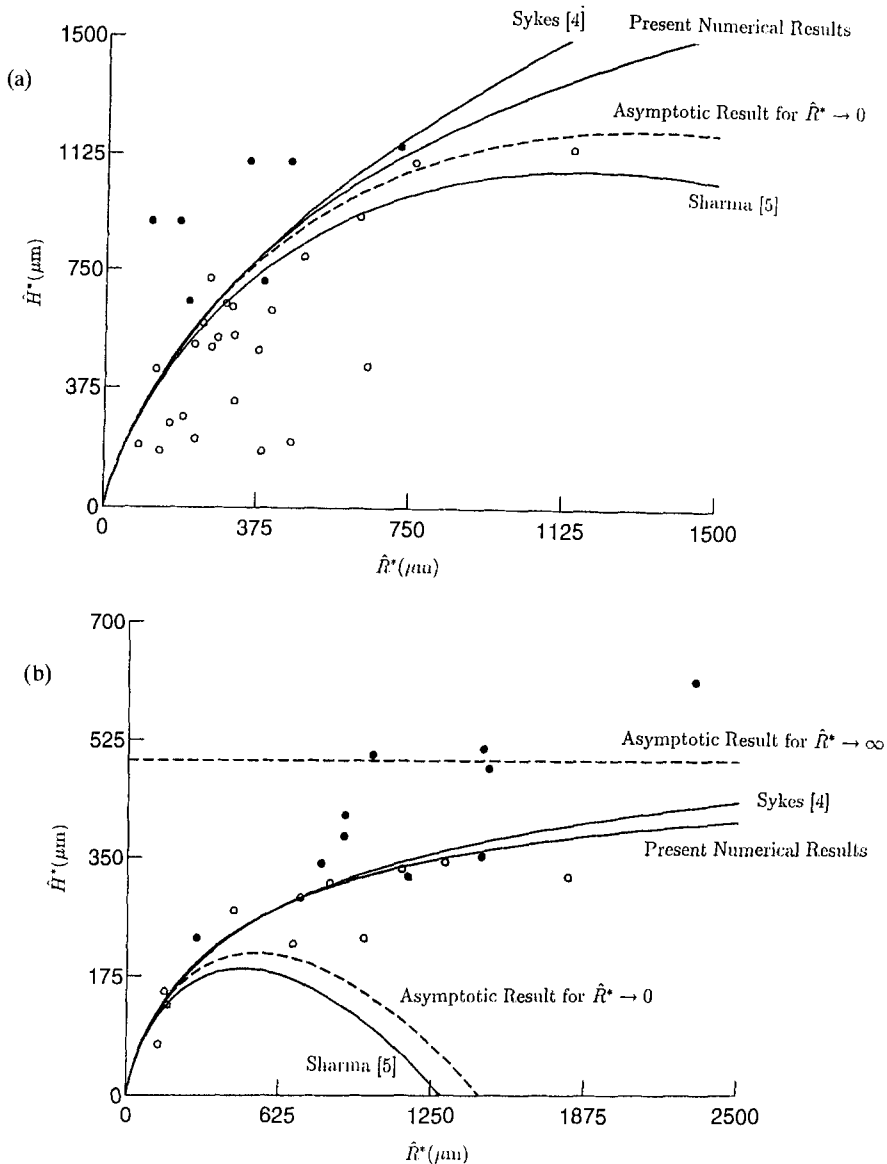 (a)
Sykes [4]
Present Numerical Results
Asymptotic Result for R̂* → 0
Sharma [5]
1500
1125
750
375
0
Ĥ*(μm)
0 375 750 1125 1500
R̂*(μm)
(b)
700
525
350
175
0
Ĥ*(μm)
Asymptotic Result for R̂* → ∞
Sykes [4]
Present Numerical Results
Asymptotic Result for R̂* → 0
Sharma [5]
0 625 1250 1875 2500
R̂*(μm)